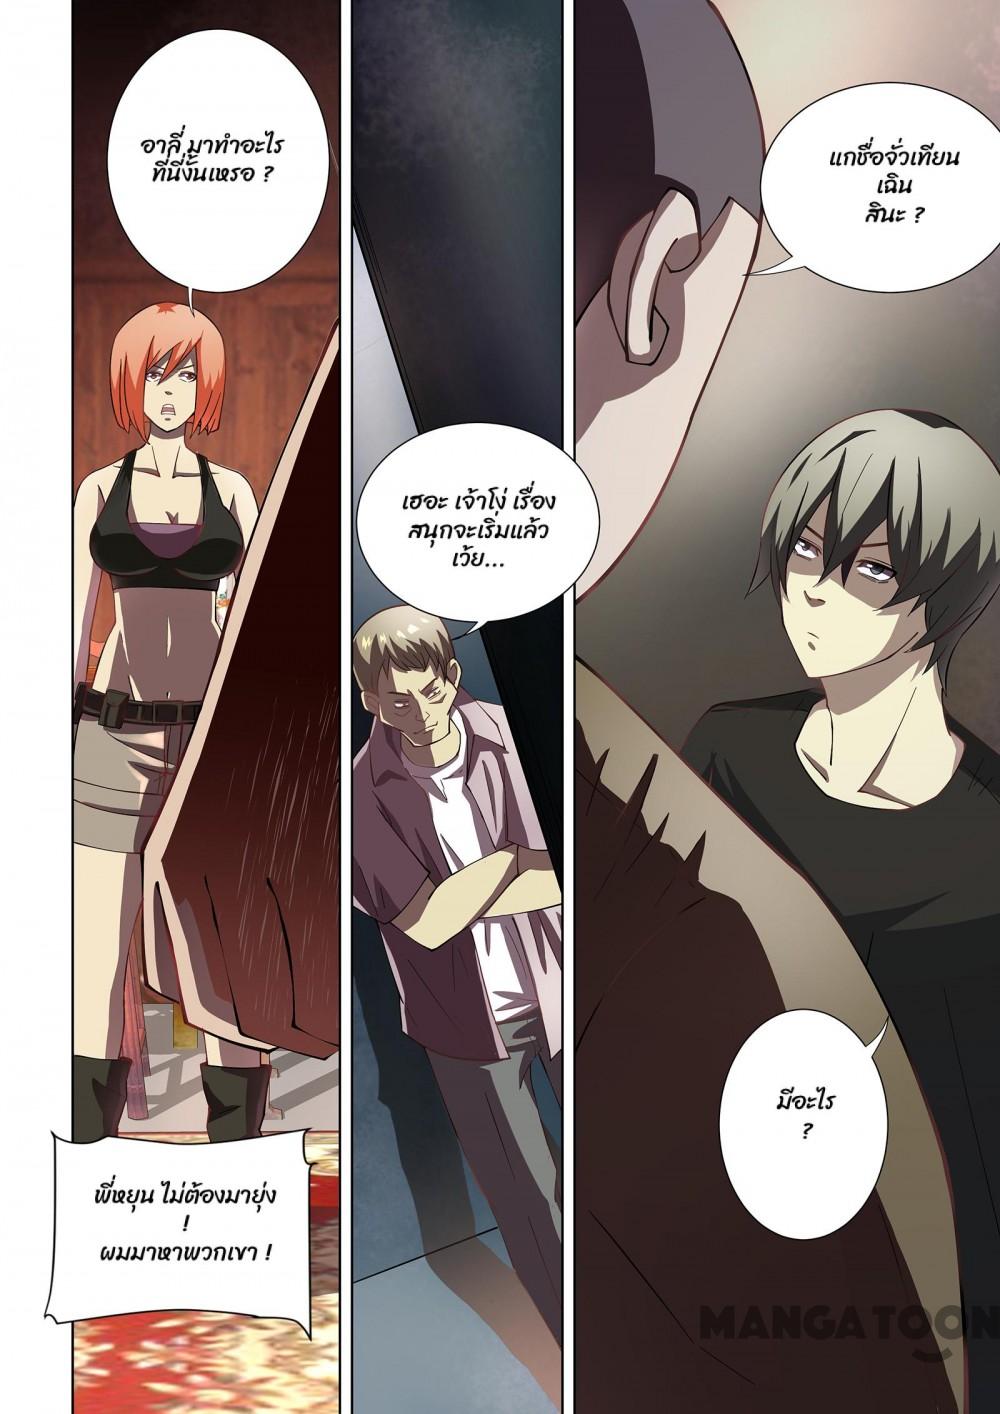 อาลี่ มาทำอะไร
ที่นี่งั้นเหรอ ?
พี่หยุน ไม่ต้องมายุ่ง
!
ผมมาหาพวกเขา !
เฮอะ เจ้าโง่ เรื่อง
สนุกจะเริ่มแล้ว
เว้ย...
แกชื่อจั่วเทียน
เฉิน
สินะ ?
มีอะไร
?
MANGATOON